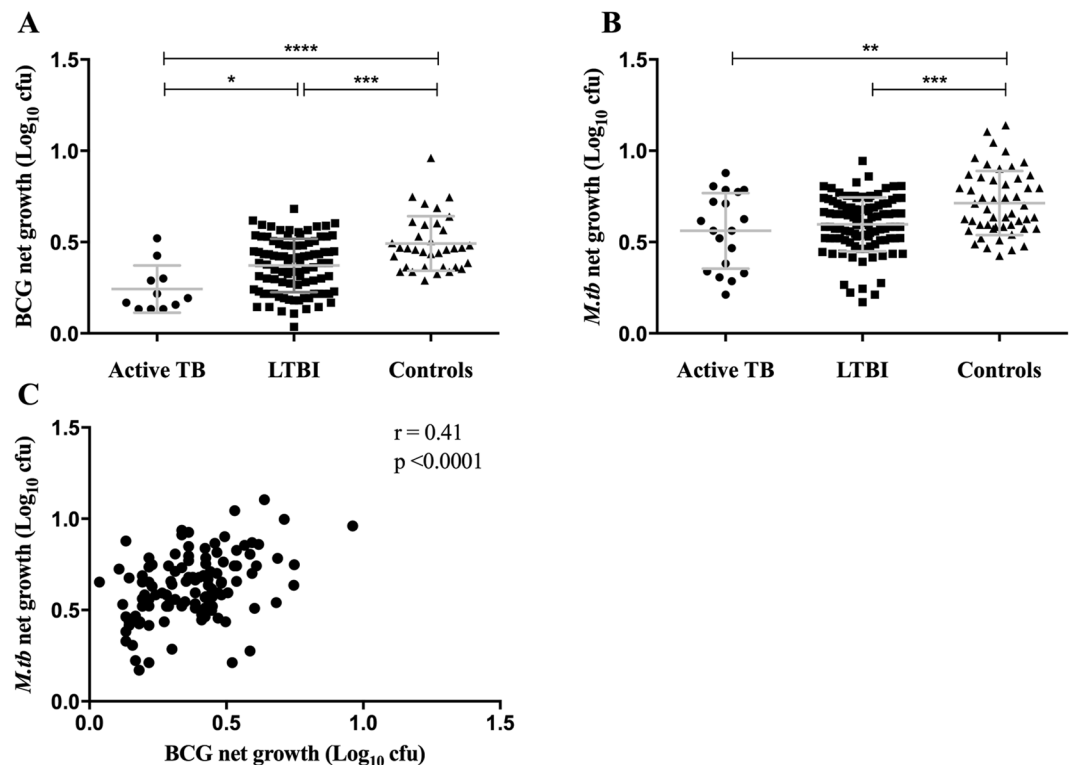 A
BCG net growth (Log10 cfu)
1.5
1.0
0.5
0.0
****
*
***
Active TB
LTBI
Controls
B
M.tb net growth (Log10 cfu)
1.5
1.0
0.5
0.0
**
***
Active TB
LTBI
Controls
C
M.tb net growth (Log10 cfu)
1.5
1.0
0.5
0.0
r = 0.41
p <0.0001
0.0
0.5
1.0
1.5
BCG net growth (Log10 cfu)